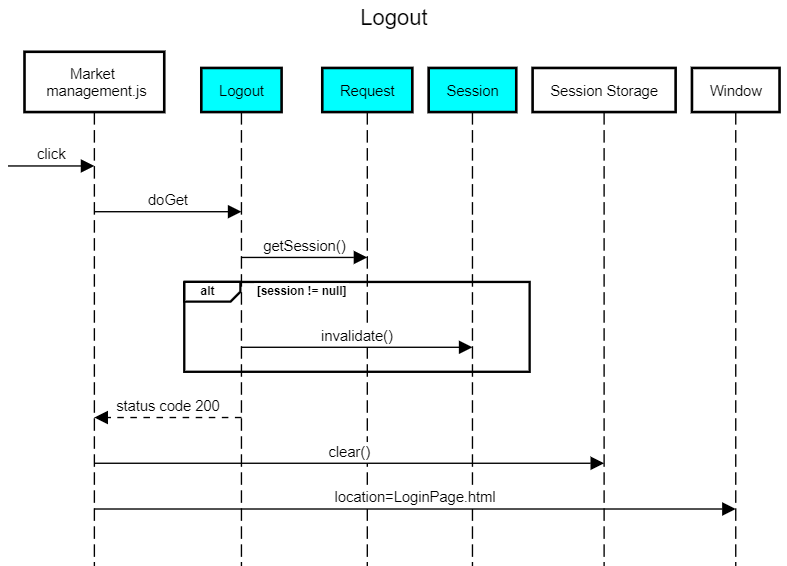 Logout
Market
management.js
Logout
Request
Session
Session Storage
Window
click
doGet
getSession()
alt
[session != null]
invalidate()
status code 200
clear()
location=LoginPage.html